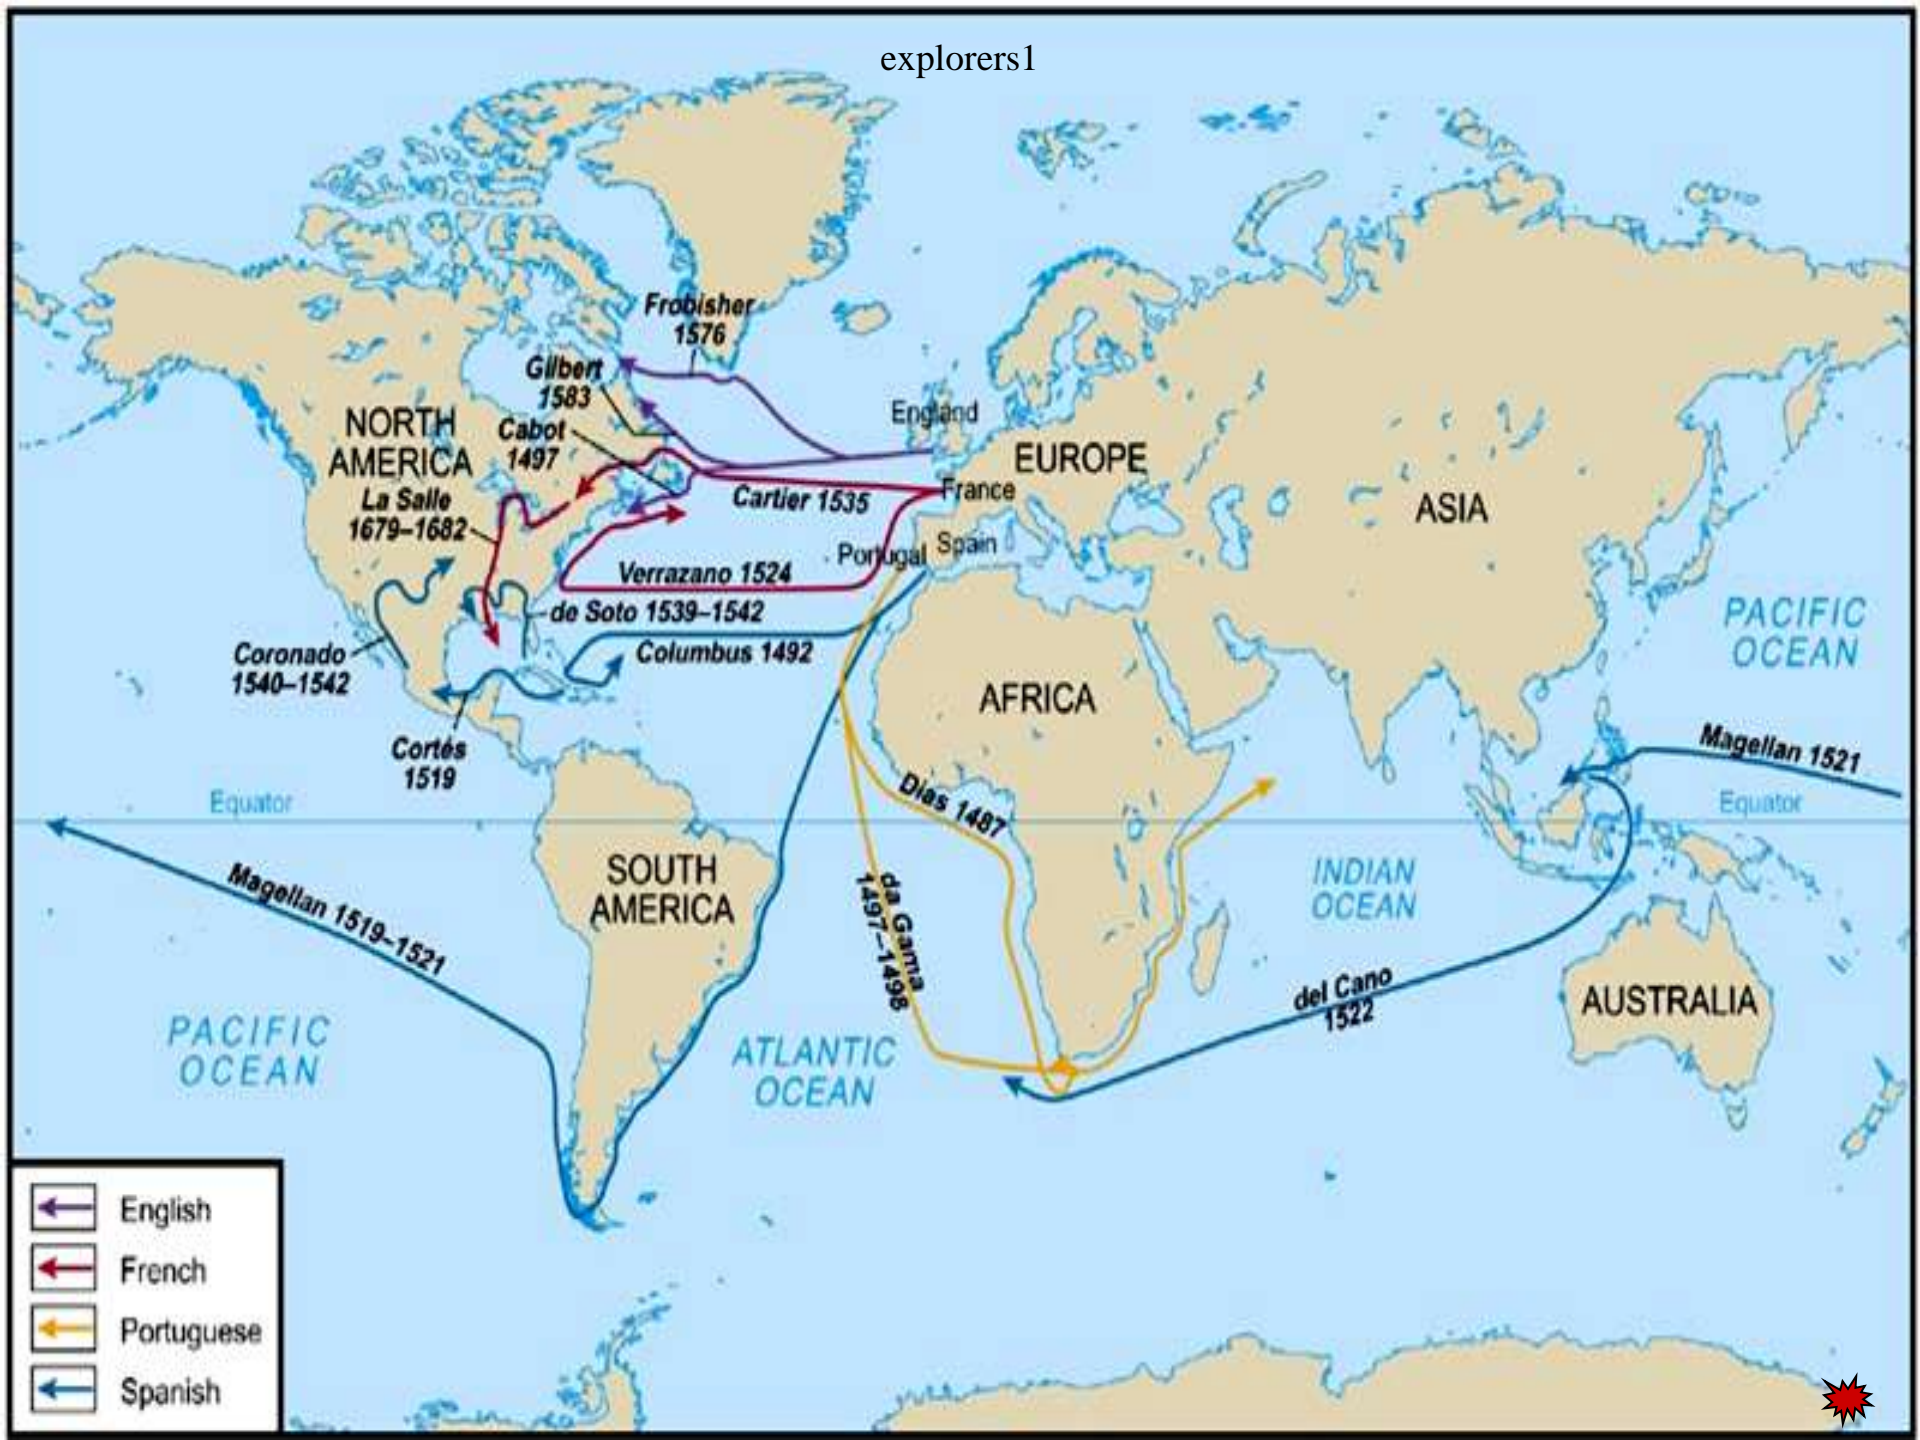 explorers1
Frobisher
1576
Gilbert
1583
England
NORTH
AMERICA
Cabot
1497
EUROPE
ASIA
La Salle
1679–1682
Cartier 1535
France
Portugal
Spain
Verrazano 1524
de Soto 1539–1542
PACIFIC
OCEAN
Coronado
1540–1542
Columbus 1492
AFRICA
Cortés
1519
Magellan 1521
Equator
Dias 1487
Equator
SOUTH
AMERICA
INDIAN
OCEAN
Magellan 1519–1521
da Gama
1497–1498
del Cano
1522
AUSTRALIA
PACIFIC
OCEAN
ATLANTIC
OCEAN
English
French
Portuguese
Spanish